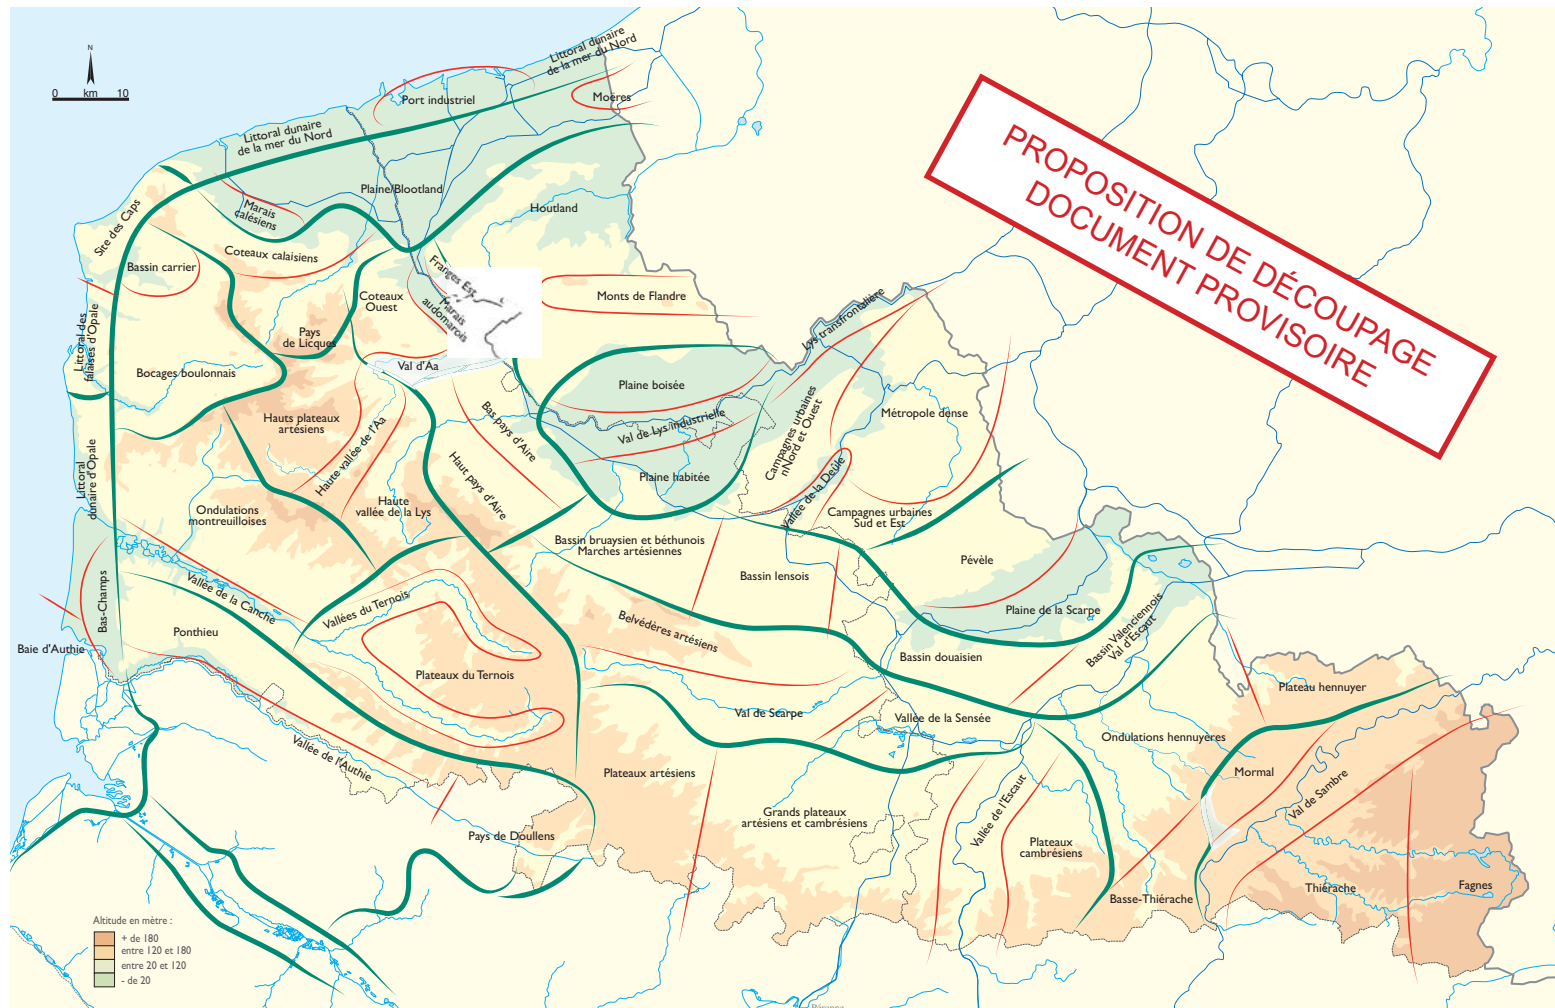 N
0 km 10
Littoral dunaire
de la mer du Nord
Port industriel
Moëres
Littoral dunaire
de la mer du Nord
PROPOSITION DE DÉCOUPAGE
DOCUMENT PROVISOIRE
Plaine/Blootland
Houtland
Marais
calésiens
Site des Caps
Coteaux calaisiens
Bassin carrier
Franges Est
Marais
audomarois
Coteaux
Ouest
Monts de Flandre
Lys transfrontalière
Littoral des
falaises d'Opale
Pays
de Licques
Val d'Aa
Bocages boulonnais
Plaine boisée
Métropole dense
Hauts plateaux
artésiens
Haute vallée de l'Aa
Bas pays d'Aire
Val de Lys industrielle
Campagnes urbaines
nNord et Ouest
Littoral
dunaire d'Opale
Haut pays d'Aire
Plaine habitée
Vallée de la Deûle
Ondulations
montreuilloises
Haute
vallée de la Lys
Campagnes urbaines
Sud et Est
Bassin bruaysien et béthunois
Marches artésiennes
Bassin lensois
Pévèle
Bas-Champs
Vallée de la Canche
Vallées du Ternois
Plaine de la Scarpe
Bassin Valenciennois
Val d'Escaut
Ponthieu
Belvédères artésiens
Baie d'Authie
Bassin douaisien
Plateaux du Ternois
Plateau hennuyer
Val de Scarpe
Vallée de la Sensée
Ondulations hennuyères
Vallée de l'Authie
Plateaux artésiens
Mormal
Val de Sambre
Vallée de l'Escaut
Grands plateaux
artésiens et cambrésiens
Pays de Doullens
Plateaux
cambrésiens
Basse-Thiérache
Thiérache
Fagnes
Altitude en mètre :
+ de 180
entre 120 et 180
entre 20 et 120
- de 20